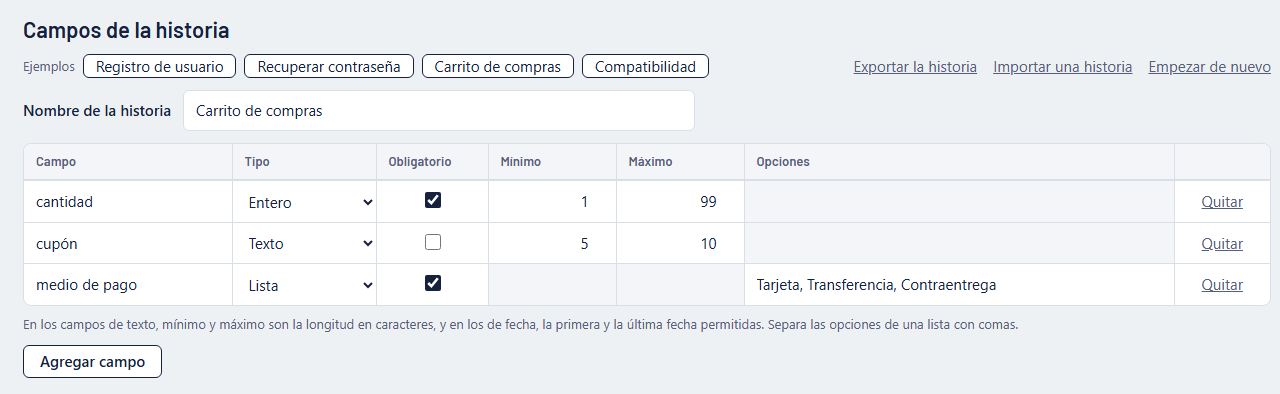 Campos de la historia
Ejemplos Registro de usuario Recuperar contraseña Carrito de compras Compatibilidad Exportar la historia Importar una historia Empezar de nuevo
Nombre de la historia Carrito de compras
Campo Tipo Obligatorio Mínimo Máximo Opciones
cantidad Entero 1 99 Quitar
cupón Texto 5 10 Quitar
medio de pago Lista Tarjeta, Transferencia, Contraentrega Quitar
En los campos de texto, mínimo y máximo son la longitud en caracteres, y en los de fecha, la primera y la última fecha permitidas. Separa las opciones de una lista con comas.
Agregar campo